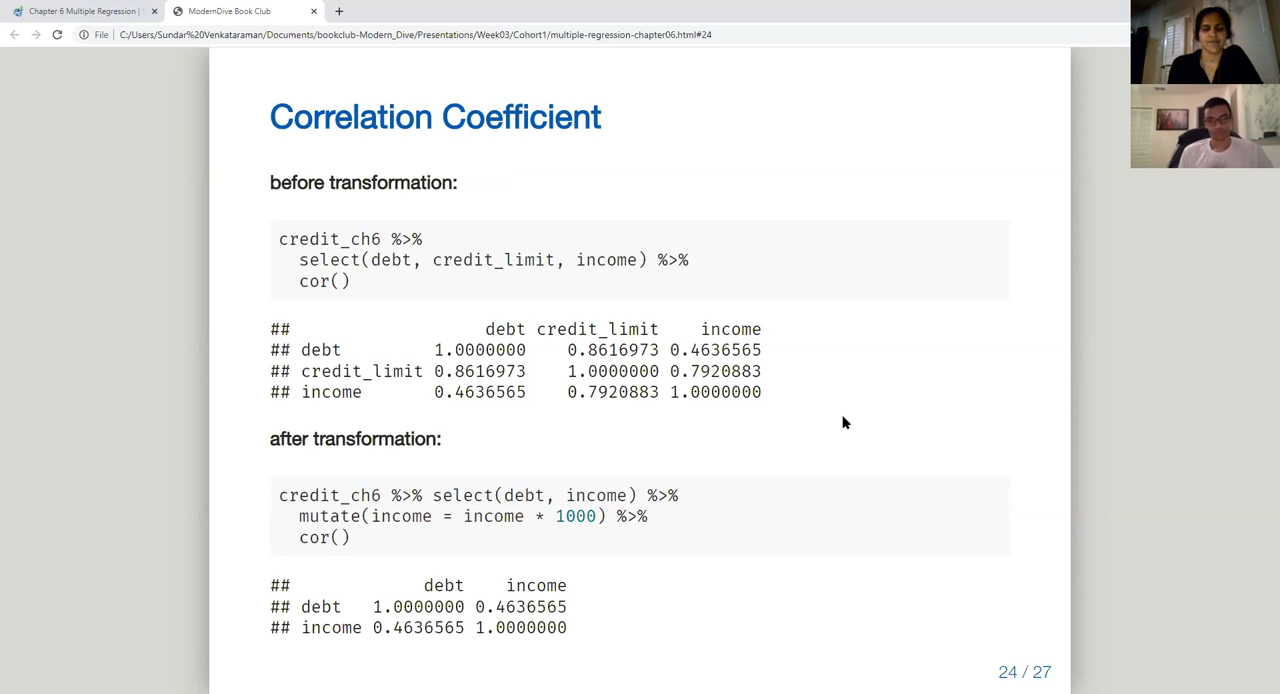 Chapter 6 Multiple Regression | S
ModernDive Book Club
File
C:/Users/Sundar%20Venkataraman/Documents/bookclub-Modern_Dive/Presentations/Week03/Cohort1/multiple-regression-chapter06.html#24
Correlation Coefficient
before transformation:
credit_ch6 %>%
select(debt, credit_limit, income) %>%
cor()
## debt credit_limit income
## debt 1.0000000 0.8616973 0.4636565
## credit_limit 0.8616973 1.0000000 0.7920883
## income 0.4636565 0.7920883 1.0000000
after transformation:
credit_ch6 %>% select(debt, income) %>%
mutate(income = income * 1000) %>%
cor()
## debt income
## debt 1.0000000 0.4636565
## income 0.4636565 1.0000000
24 / 27